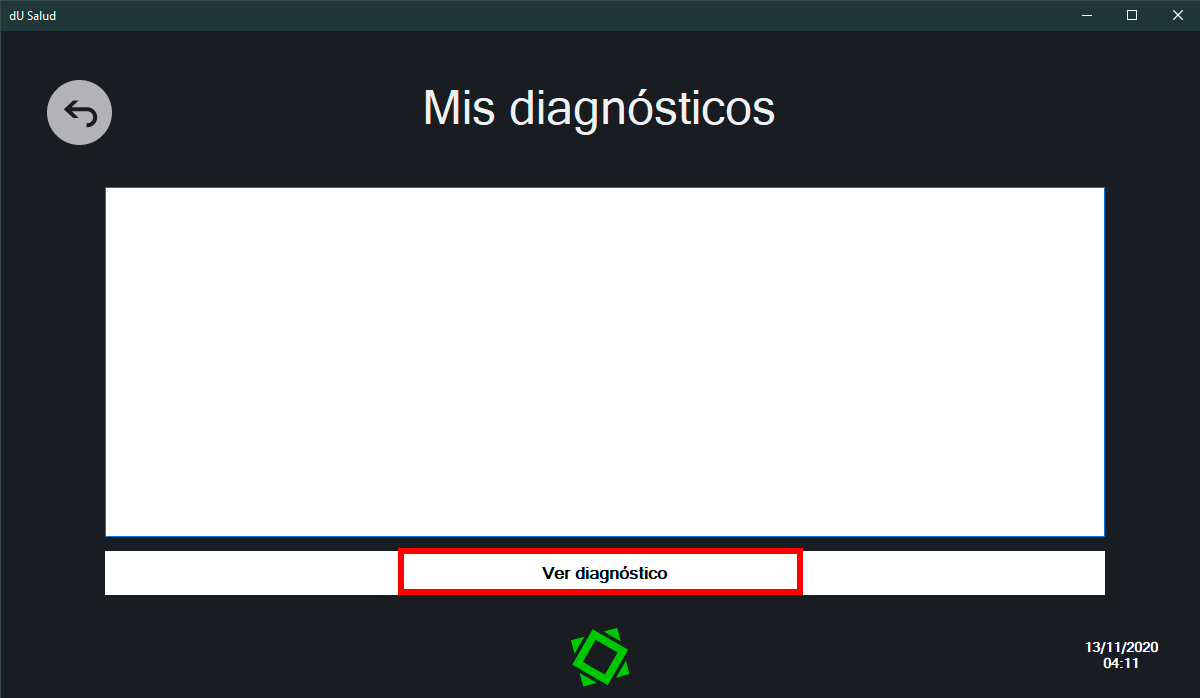 dU Salud
Mis diagnósticos
Ver diagnóstico
13/11/2020
04:11